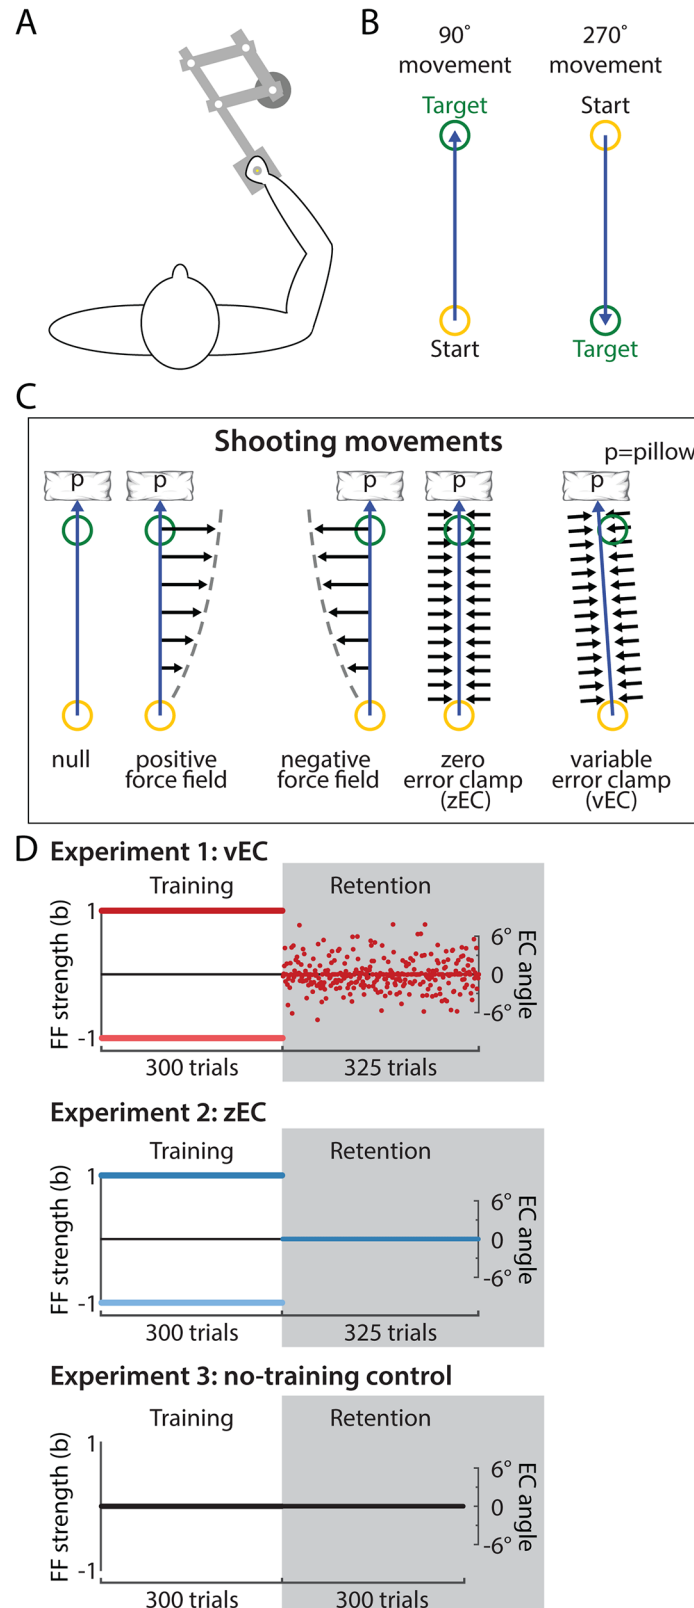 A
B
90°
movement
270°
movement
Target
Start
Start
Target
C
Shooting movements
p=pillow
p
p
p
p
p
null
positive
force field
negative
force field
zero
error clamp
(zEC)
variable
error clamp
(vEC)
D
Experiment 1: vEC
Training
Retention
FF strength (b)
1
-1
6°
0
-6°
EC angle
300 trials
325 trials
Experiment 2: zEC
Training
Retention
FF strength (b)
1
-1
6°
0
-6°
EC angle
300 trials
325 trials
Experiment 3: no-training control
Training
Retention
FF strength (b)
1
-1
6°
0
-6°
EC angle
300 trials
300 trials